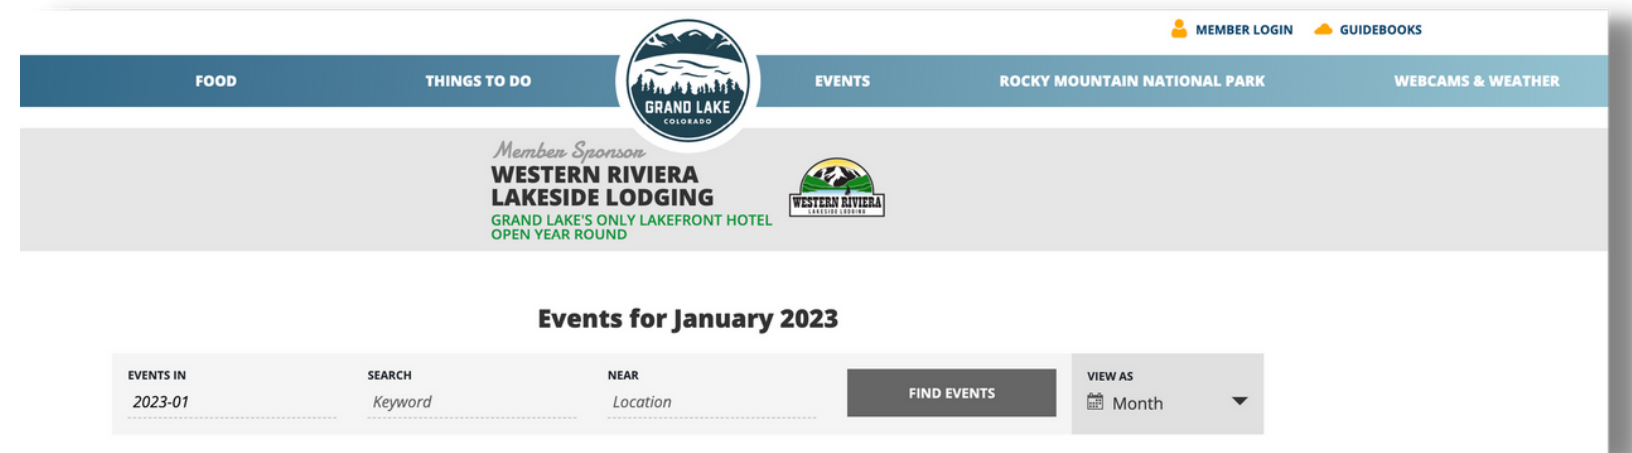 MEMBER LOGIN
GUIDEBOOKS
FOOD
THINGS TO DO
GRAND LAKE
COLORADO
EVENTS
ROCKY MOUNTAIN NATIONAL PARK
WEBCAMS & WEATHER
Member Sponsor
WESTERN RIVIERA
LAKESIDE LODGING
GRAND LAKE'S ONLY LAKEFRONT HOTEL
OPEN YEAR ROUND
WESTERN RIVIERA
LAKESIDE LODGING
Events for January 2023
EVENTS IN
2023-01
SEARCH
Keyword
NEAR
Location
FIND EVENTS
VIEW AS
Month